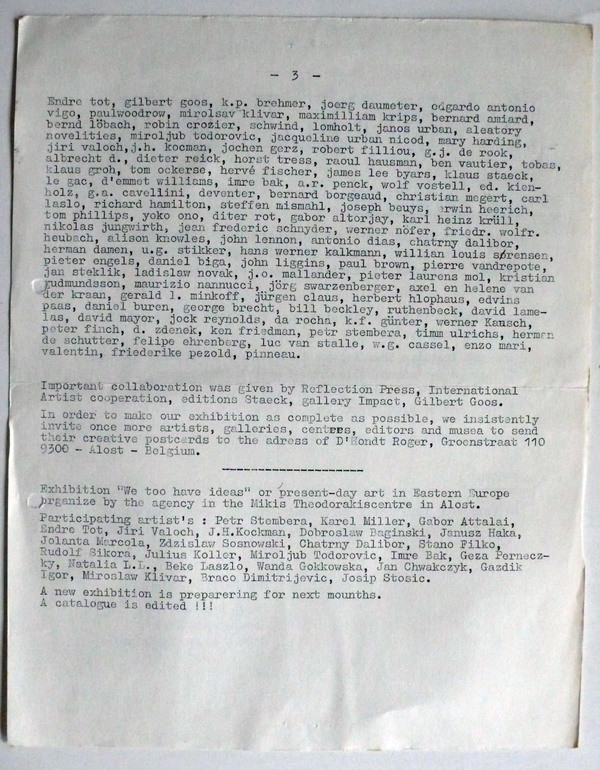 - 3 -
Endre tot, gilbert goos, k.p. brehmer, joerg daumeter, edgardo antonio
vigo, paulwoodrow, mirolsav klivar, maximilliam krips, bernard amiard,
bernd löbach, robin crozier, schwind, lomholt, janos urban, aleatory
novelities, miroljub todorovic, jacqueline urban nicod, mary harding,
jiri valoch,j.h. kocman, jochen gerz, robert filliou, g.j. de rook,
albrecht d., dieter reick, horst tress, raoul hausman, ben vautier, tobas,
klaus groh, tom ockerse, hervé fischer, james lee byars, klaus staeck,
le gac, d'emmet williams, imre bak, a.r. penck, wolf vostell, ed. kien-
holz, g.a. cavellini, deventer, bernard borgeaud, christian megert, carl
laslo, richard hamilton, steffen mismahl, joseph beuys, erwin heerich,
tom phillips, yoko ono, diter rot, gabor altorjay, karl heinz krüll,
nikolas jungwirth, jean frederic schnyder, werner nöfer, friedr. wolfr.
heubach, alison knowles, john lennon, antonio dias, chatrny dalibor,
herman damen, u.g. stikker, hans werner kalkmann, willian louis sørensen,
pieter engels, daniel biga, john liggins, paul brown, pierre vandrepote,
jan steklik, ladislaw novak, j.o. mallander, pieter laurens mol, kristian
gudmundsson, maurizio nannucci, jörg swarzenberger, axel en helene van
der kraan, gerald l. minkoff, jürgen claus, herbert hlophaus, edvins
paas, daniel buren, george brecht, bill beckley, ruthenbeck, david lame-
las, david mayor, jock reynolds, da rocha, k.f. günter, werner Kausch,
peter finch, d. zdenek, ken friedman, petr stembera, timm ulrichs, herman
de schutter, felipe ehrenberg, luc van stalle, w.g. cassel, enzo mari,
valentin, friederike pezold, pinneau.
Important collaboration was given by Reflection Press, International
Artist cooperation, editions Staeck, gallery Impact, Gilbert Goos.
In order to make our exhibition as complete as possible, we insistently
invite once more artists, galleries, centres, editors and musea to send
their creative postcards to the adress of D'Hondt Roger, Groenstraat 110
9300 - Alost - Belgium.
Exhibition "We too have ideas" or present-day art in Eastern Europe
organize by the agency in the Mikis Theodorakiscentre in Alost.
Participating artist's : Petr Stembera, Karel Miller, Gabor Attalai,
Endre Tot, Jiri Valoch, J.H.Kockman, Dobroslaw Baginski, Janusz Haka,
Jolanta Marcola, Zdzislaw Sosnowski, Chatrny Dalibor, Stano Filko,
Rudolf Sikora, Julius Koller, Miroljub Todorovic, Imre Bak, Geza Pernecz-
ky, Natalia L.L., Beke Laszlo, Wanda Gokkowska, Jan Chwakczyk, Gazdik
Igor, Miroslaw Klivar, Braco Dimitrijevic, Josip Stosic.
A new exhibition is preparering for next mounths.
A catalogue is edited !!!